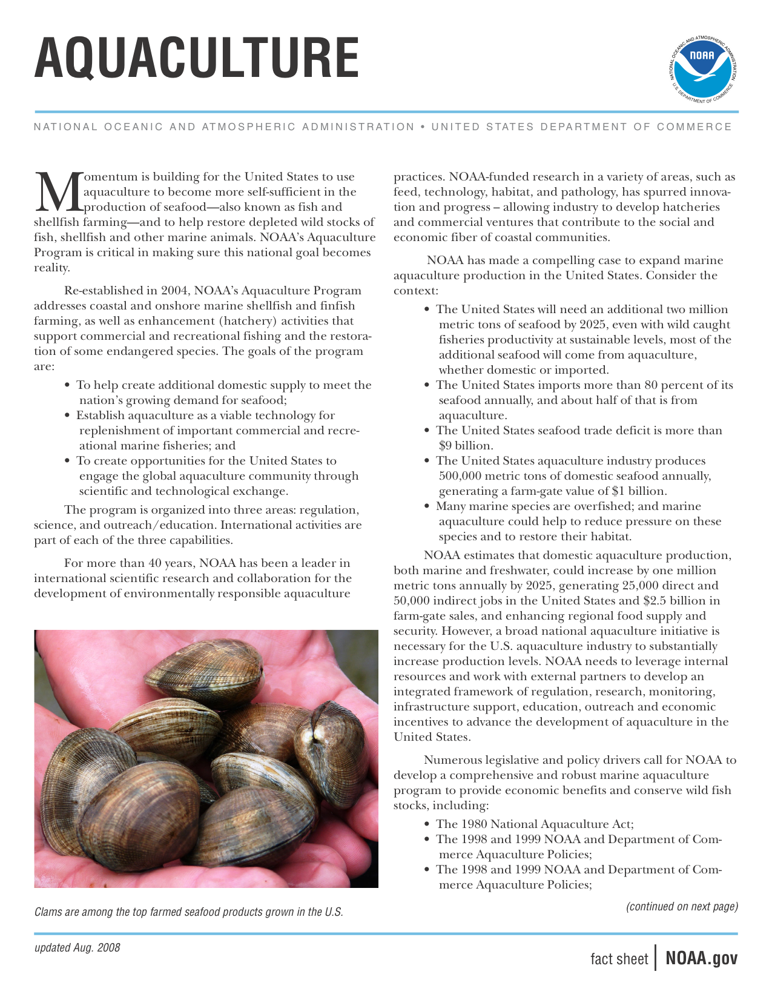 AQUACULTURE
NATIONAL OCEANIC AND ATMOSPHERIC ADMINISTRATION
U.S. DEPARTMENT OF COMMERCE
NOAA
NATIONAL OCEANIC AND ATMOSPHERIC ADMINISTRATION • UNITED STATES DEPARTMENT OF COMMERCE
Momentum is building for the United States to use
aquaculture to become more self-sufficient in the
production of seafood—also known as fish and
shellfish farming—and to help restore depleted wild stocks of
fish, shellfish and other marine animals. NOAA's Aquaculture
Program is critical in making sure this national goal becomes
reality.
Re-established in 2004, NOAA's Aquaculture Program
addresses coastal and onshore marine shellfish and finfish
farming, as well as enhancement (hatchery) activities that
support commercial and recreational fishing and the restora-
tion of some endangered species. The goals of the program
are:
• To help create additional domestic supply to meet the
nation's growing demand for seafood;
• Establish aquaculture as a viable technology for
replenishment of important commercial and recre-
ational marine fisheries; and
• To create opportunities for the United States to
engage the global aquaculture community through
scientific and technological exchange.
The program is organized into three areas: regulation,
science, and outreach/education. International activities are
part of each of the three capabilities.
For more than 40 years, NOAA has been a leader in
international scientific research and collaboration for the
development of environmentally responsible aquaculture
Clams are among the top farmed seafood products grown in the U.S.
practices. NOAA-funded research in a variety of areas, such as
feed, technology, habitat, and pathology, has spurred innova-
tion and progress – allowing industry to develop hatcheries
and commercial ventures that contribute to the social and
economic fiber of coastal communities.
NOAA has made a compelling case to expand marine
aquaculture production in the United States. Consider the
context:
• The United States will need an additional two million
metric tons of seafood by 2025, even with wild caught
fisheries productivity at sustainable levels, most of the
additional seafood will come from aquaculture,
whether domestic or imported.
• The United States imports more than 80 percent of its
seafood annually, and about half of that is from
aquaculture.
• The United States seafood trade deficit is more than
$9 billion.
• The United States aquaculture industry produces
500,000 metric tons of domestic seafood annually,
generating a farm-gate value of $1 billion.
• Many marine species are overfished; and marine
aquaculture could help to reduce pressure on these
species and to restore their habitat.
NOAA estimates that domestic aquaculture production,
both marine and freshwater, could increase by one million
metric tons annually by 2025, generating 25,000 direct and
50,000 indirect jobs in the United States and $2.5 billion in
farm-gate sales, and enhancing regional food supply and
security. However, a broad national aquaculture initiative is
necessary for the U.S. aquaculture industry to substantially
increase production levels. NOAA needs to leverage internal
resources and work with external partners to develop an
integrated framework of regulation, research, monitoring,
infrastructure support, education, outreach and economic
incentives to advance the development of aquaculture in the
United States.
Numerous legislative and policy drivers call for NOAA to
develop a comprehensive and robust marine aquaculture
program to provide economic benefits and conserve wild fish
stocks, including:
• The 1980 National Aquaculture Act;
• The 1998 and 1999 NOAA and Department of Com-
merce Aquaculture Policies;
• The 1998 and 1999 NOAA and Department of Com-
merce Aquaculture Policies;
(continued on next page)
updated Aug. 2008
fact sheet | NOAA.gov